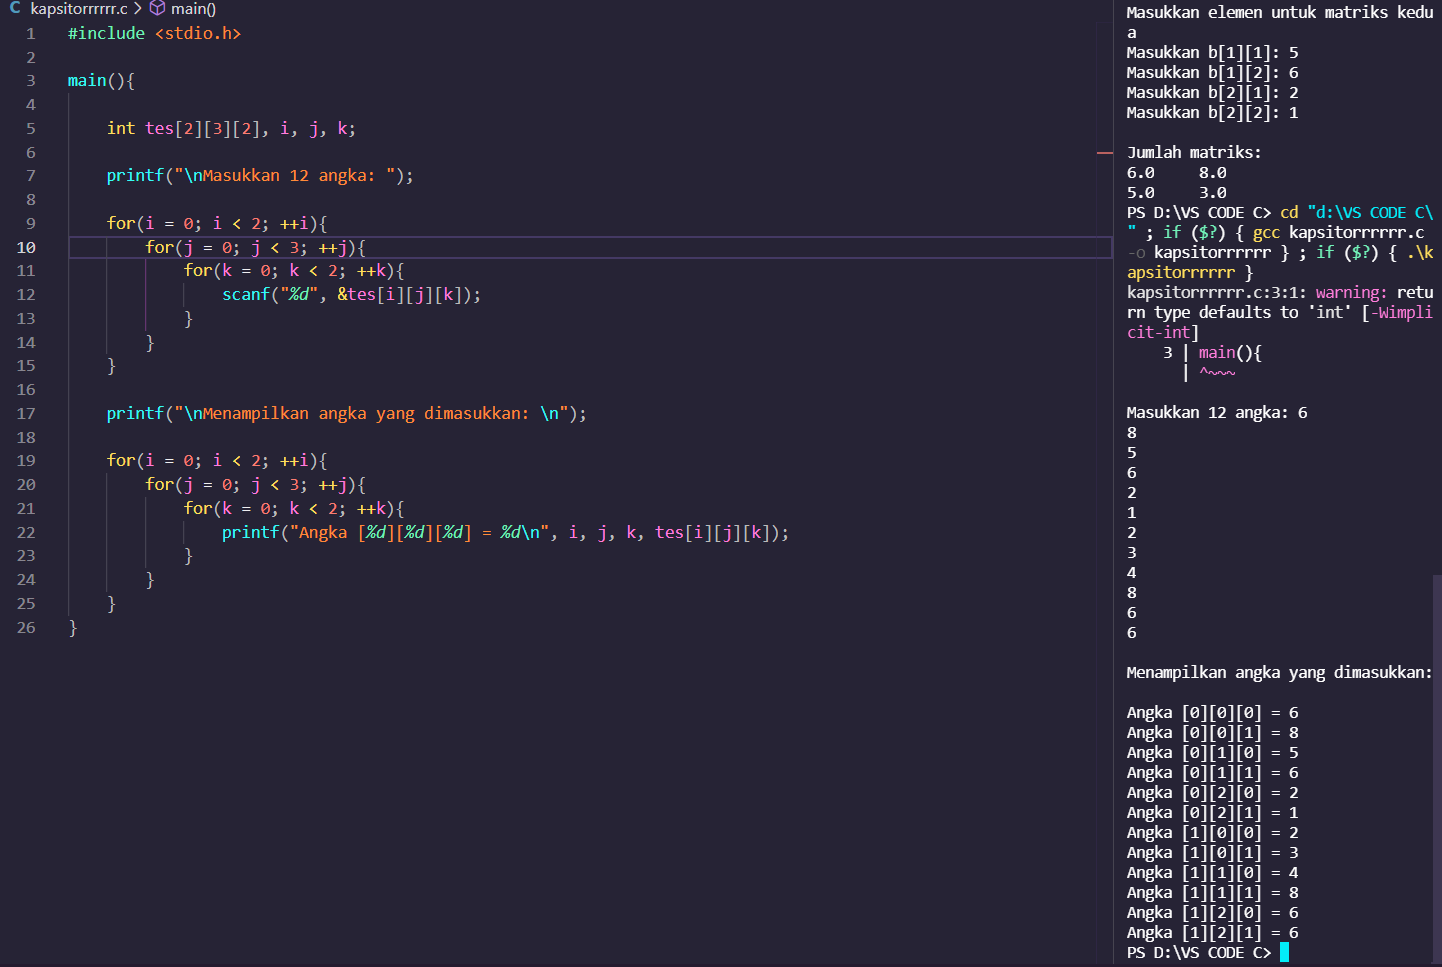 C kapsitorrrrrr.c > main()
1 #include <stdio.h>
2
3 main(){
4
5 int tes[2][3][2], i, j, k;
6
7 printf("\nMasukkan 12 angka: ");
8
9 for(i = 0; i < 2; ++i){
10 for(j = 0; j < 3; ++j){
11 for(k = 0; k < 2; ++k){
12 scanf("%d", &tes[i][j][k]);
13 }
14 }
15 }
16
17 printf("\nMenampilkan angka yang dimasukkan: \n");
18
19 for(i = 0; i < 2; ++i){
20 for(j = 0; j < 3; ++j){
21 for(k = 0; k < 2; ++k){
22 printf("Angka [%d][%d][%d] = %d\n", i, j, k, tes[i][j][k]);
23 }
24 }
25 }
26 }
Masukkan elemen untuk matriks kedu
a
Masukkan b[1][1]: 5
Masukkan b[1][2]: 6
Masukkan b[2][1]: 2
Masukkan b[2][2]: 1
Jumlah matriks:
6.0 8.0
5.0 3.0
PS D:\VS CODE C> cd "d:\VS CODE C\
" ; if ($?) { gcc kapsitorrrrrr.c
-o kapsitorrrrrr } ; if ($?) { .\k
apsitorrrrrr }
kapsitorrrrrr.c:3:1: warning: retu
rn type defaults to 'int' [-Wimpli
cit-int]
3 | main(){
| ^~~~
Masukkan 12 angka: 6
8
5
6
2
1
2
3
4
8
6
6
Menampilkan angka yang dimasukkan:
Angka [0][0][0] = 6
Angka [0][0][1] = 8
Angka [0][1][0] = 5
Angka [0][1][1] = 6
Angka [0][2][0] = 2
Angka [0][2][1] = 1
Angka [1][0][0] = 2
Angka [1][0][1] = 3
Angka [1][1][0] = 4
Angka [1][1][1] = 8
Angka [1][2][0] = 6
Angka [1][2][1] = 6
PS D:\VS CODE C>